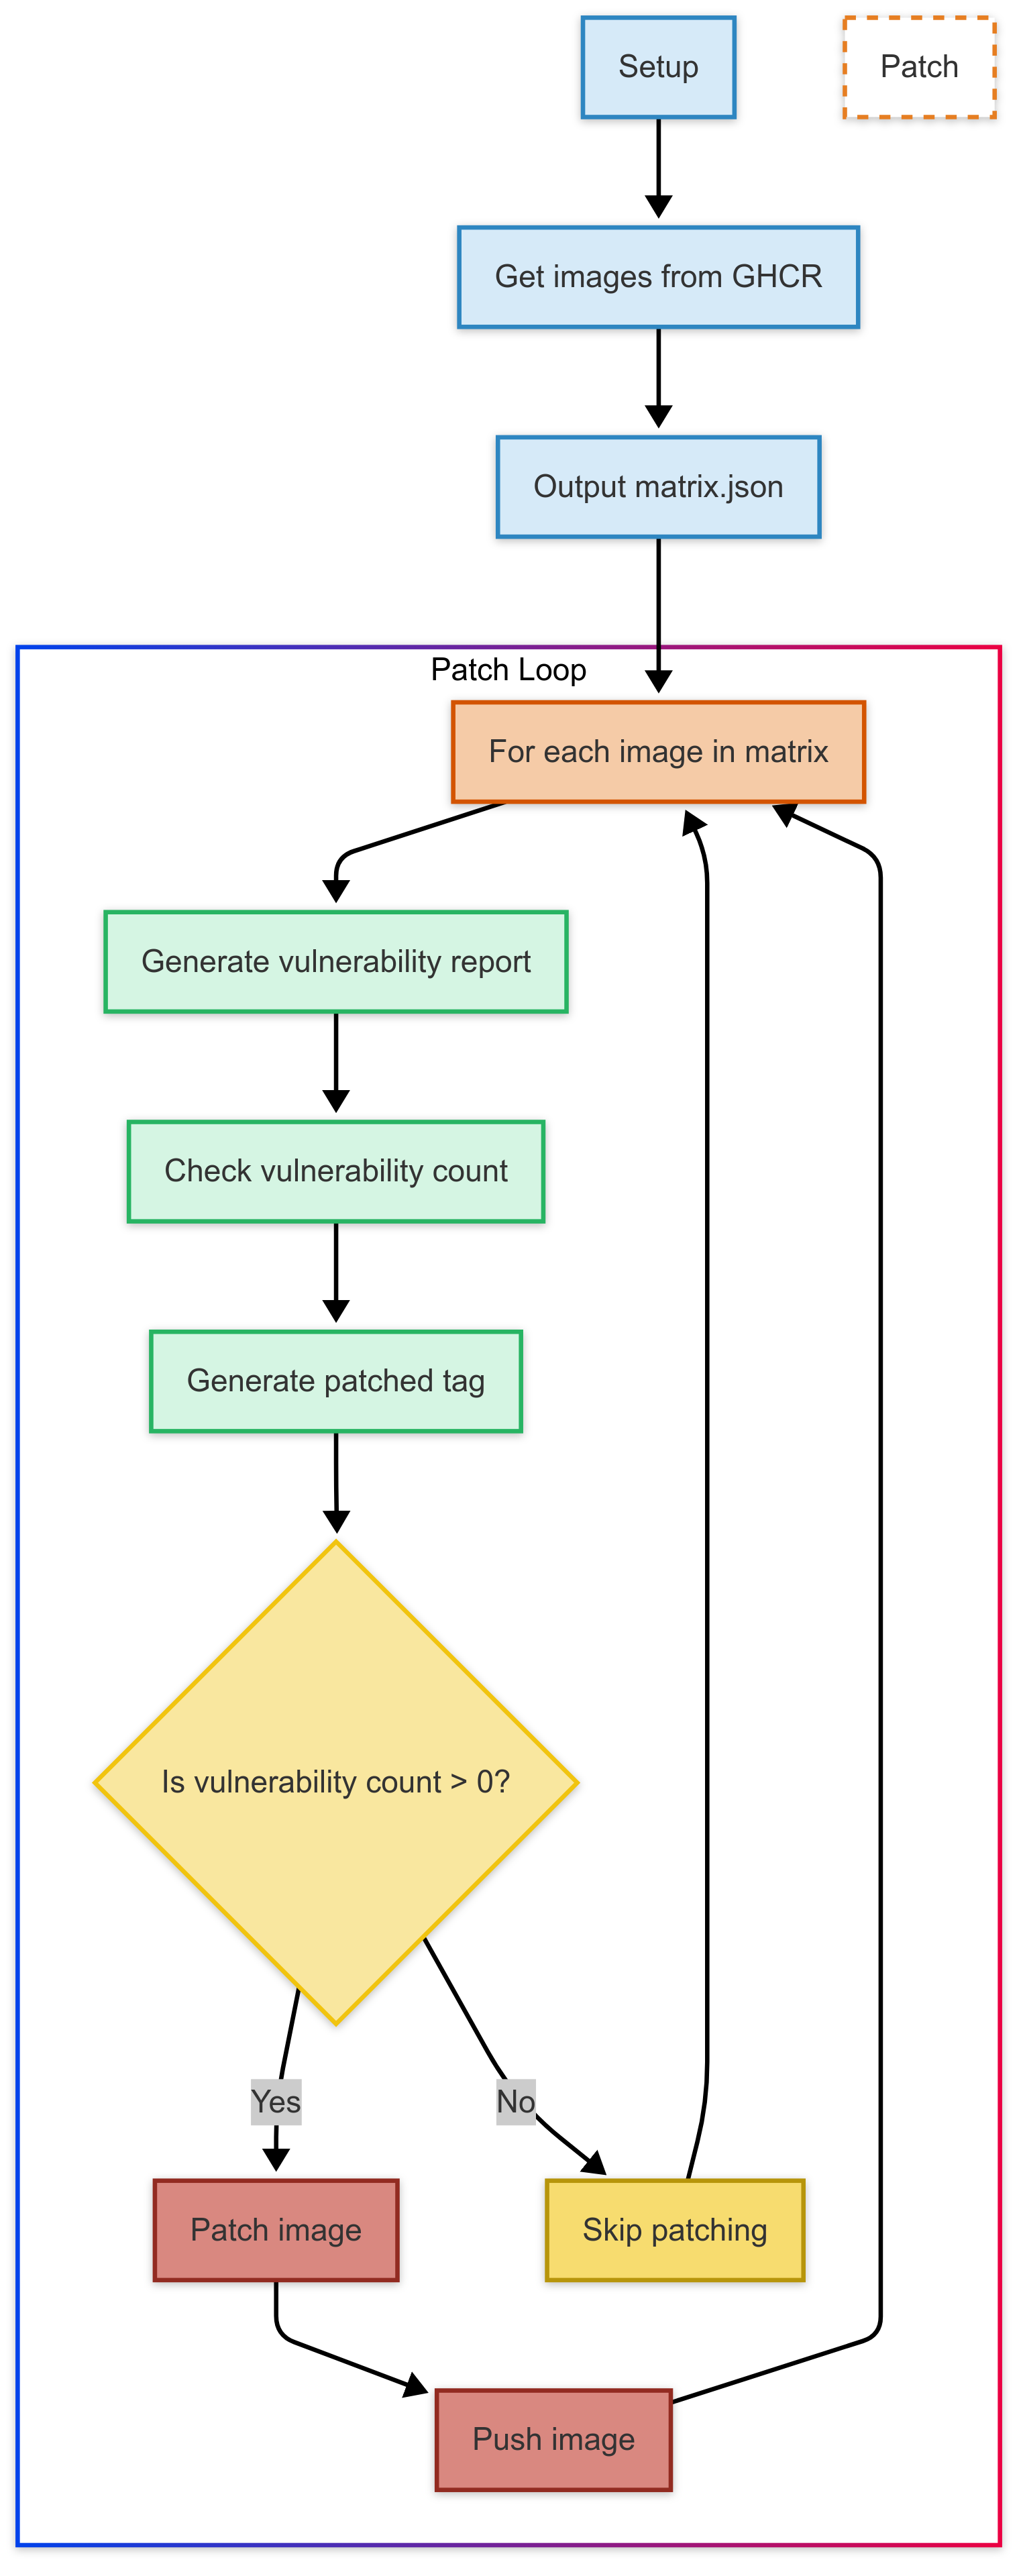 Setup
Patch
Get images from GHCR
Output matrix.json
Patch Loop
For each image in matrix
Generate vulnerability report
Check vulnerability count
Generate patched tag
Is vulnerability count > 0?
Yes
No
Patch image
Skip patching
Push image